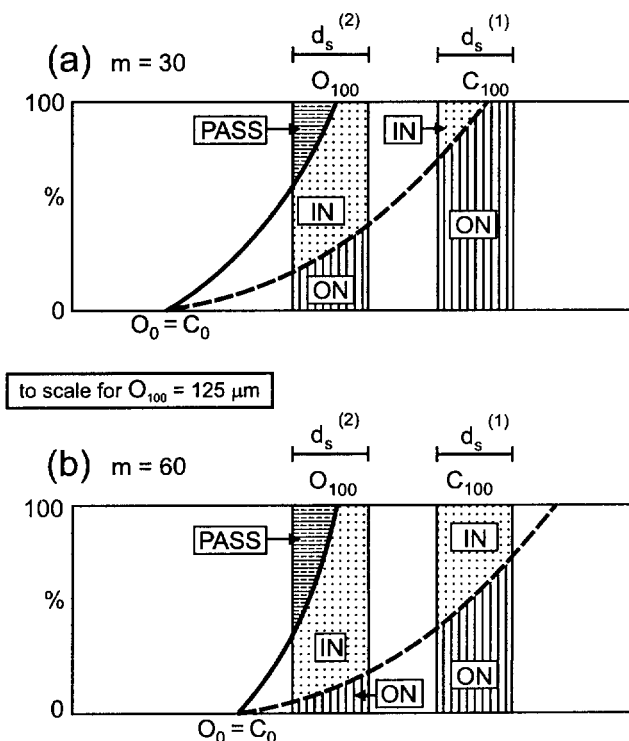 (a) m = 30
d_s^(2) d_s^(1)
O_100 C_100
100
PASS IN
%
IN ON
ON
0
O_0 = C_0
to scale for O_100 = 125 μm
(b) m = 60
d_s^(2) d_s^(1)
O_100 C_100
100
PASS IN
%
IN
ON ON
0
O_0 = C_0